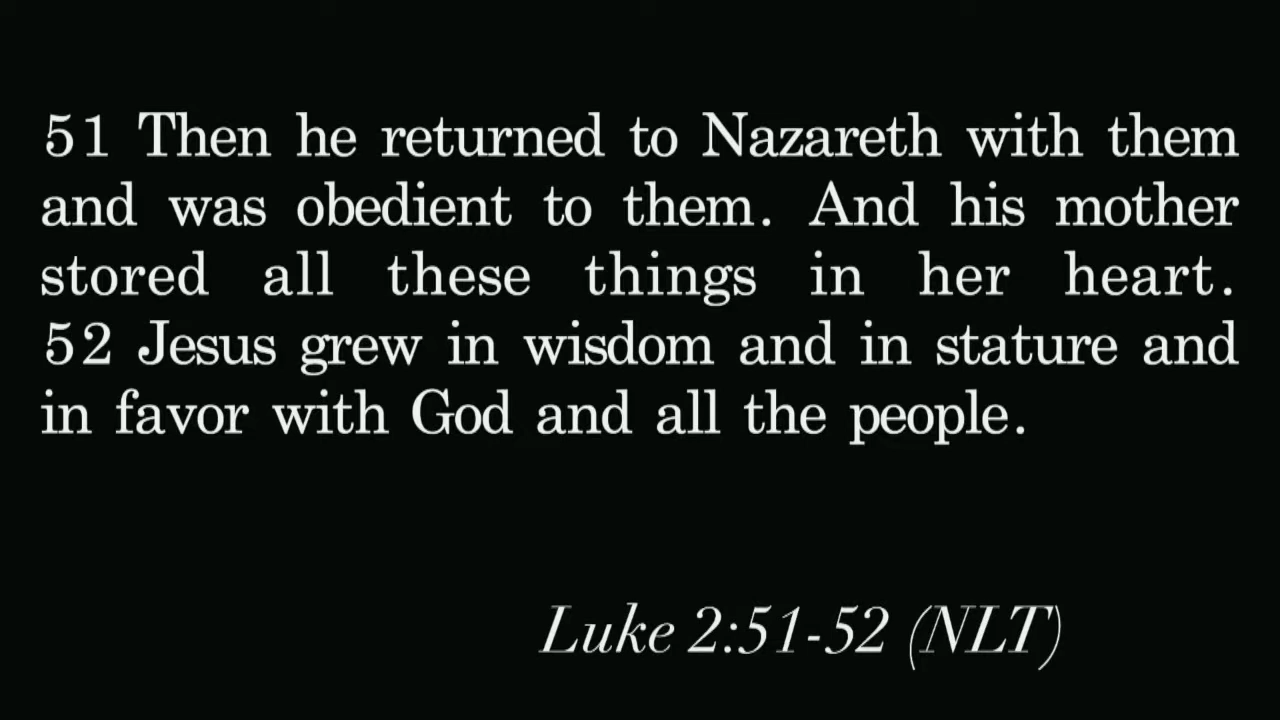 51 Then he returned to Nazareth with them
and was obedient to them. And his mother
stored all these things in her heart.
52 Jesus grew in wisdom and in stature and
in favor with God and all the people.
Luke 2:51-52 (NLT)